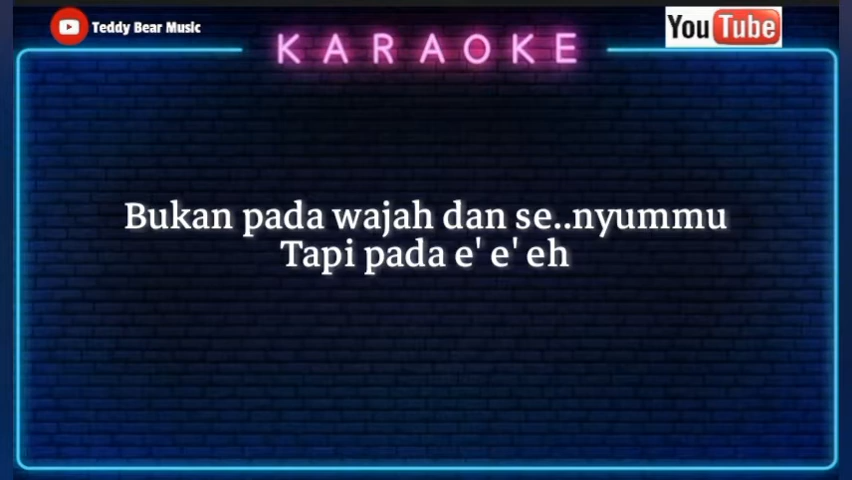 Teddy Bear Music
YouTube
KARAOKE
Bukan pada wajah dan se..nyummu
Tapi pada e' e' eh